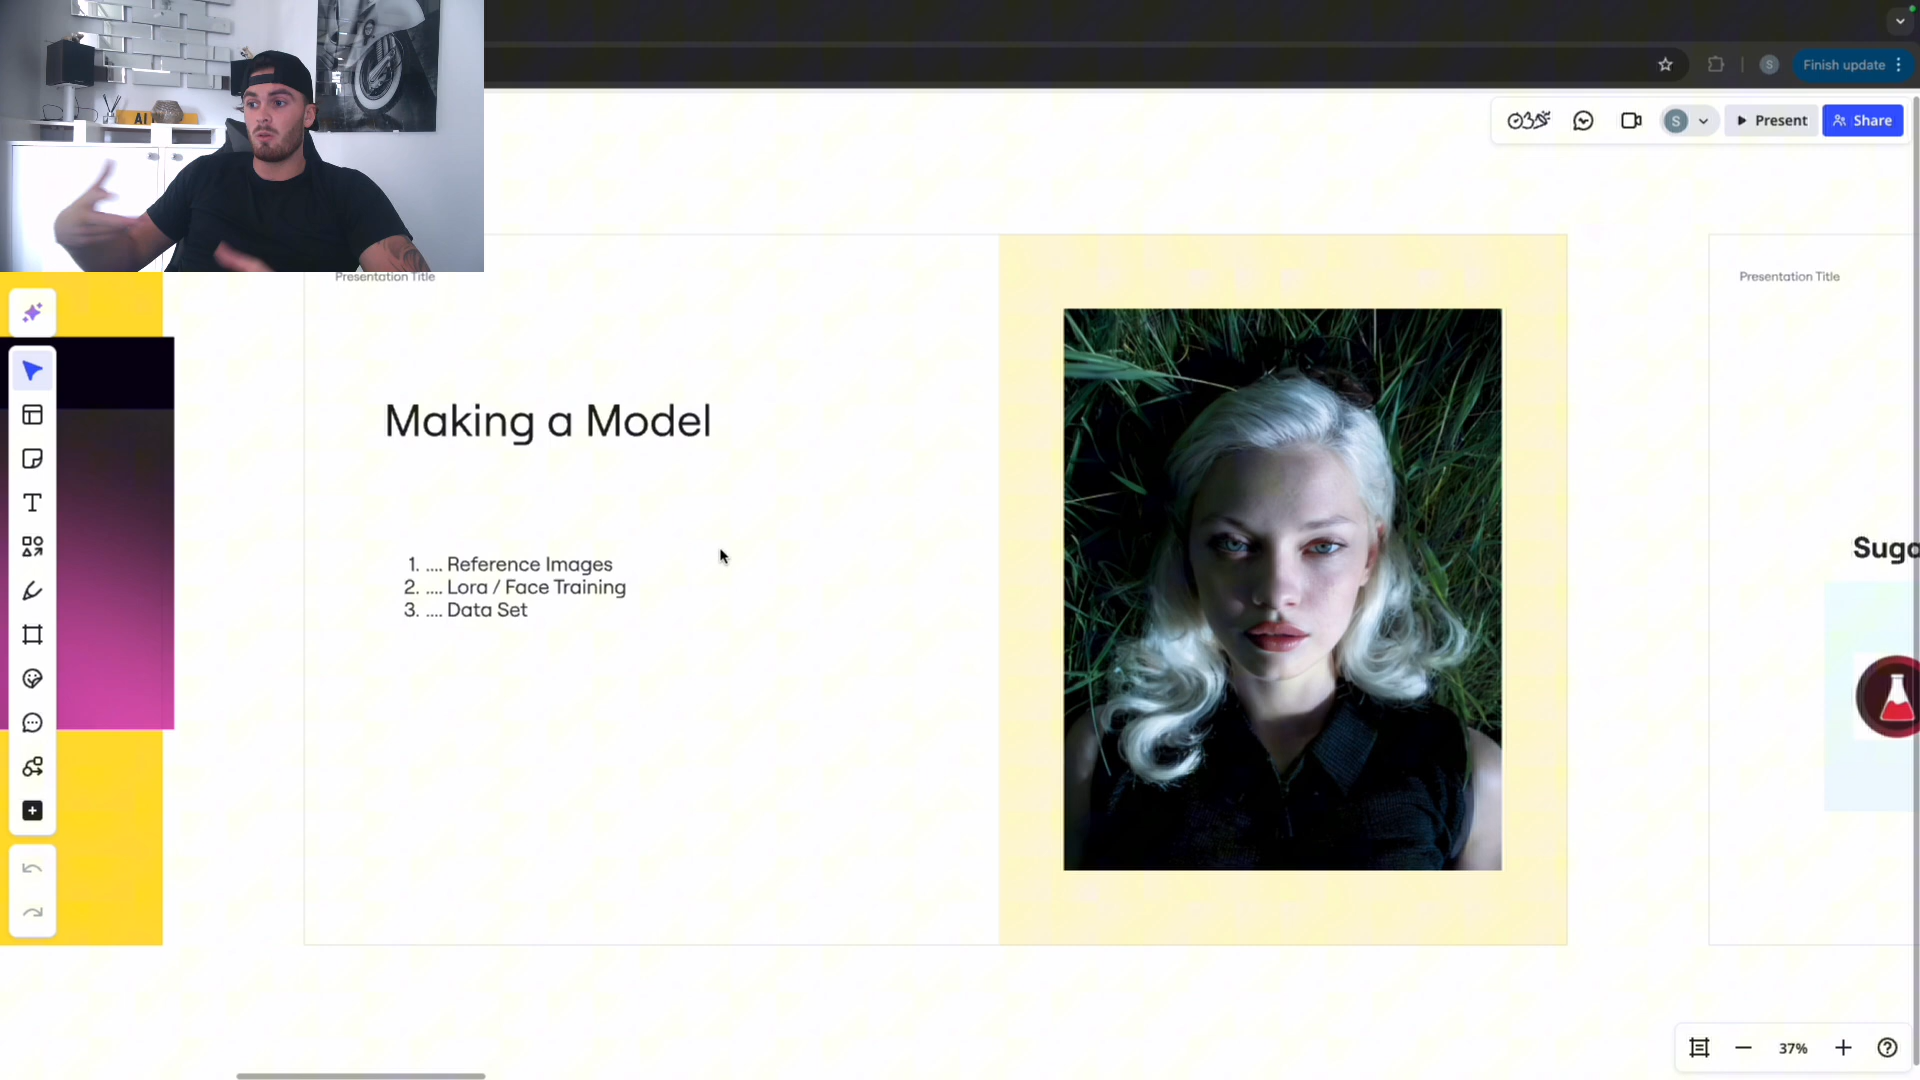 AI
Finish update
S
S
Present
Share
Presentation Title
Presentation Title
Making a Model
1. .... Reference Images
2. .... Lora / Face Training
3. .... Data Set
37%